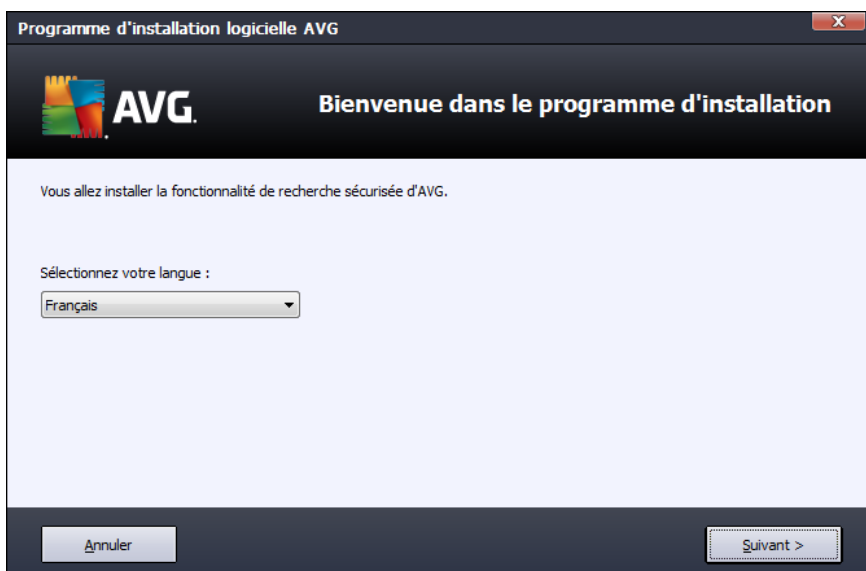 Programme d'installation logicielle AVG
X
AVG.
Bienvenue dans le programme d'installation
Vous allez installer la fonctionnalité de recherche sécurisée d'AVG.
Sélectionnez votre langue :
Français
Annuler
Suivant >